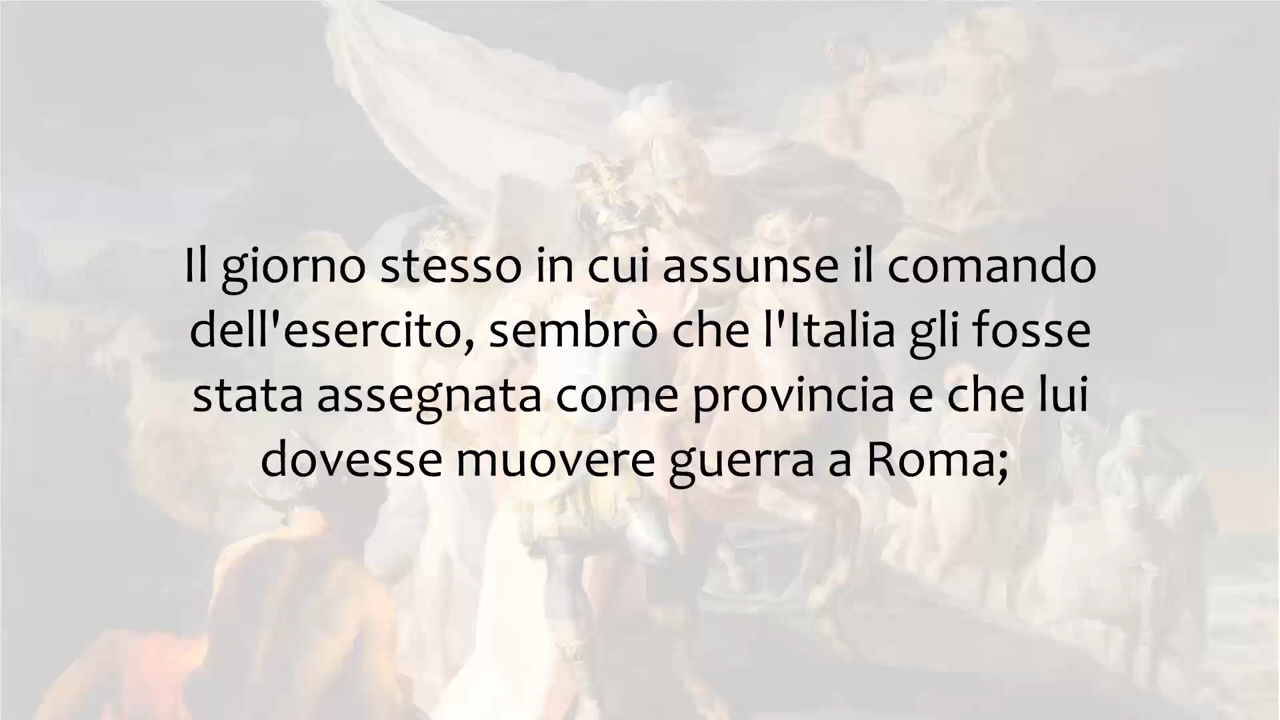 Il giorno stesso in cui assunse il comando
dell'esercito, sembrò che l'Italia gli fosse
stata assegnata come provincia e che lui
dovesse muovere guerra a Roma;